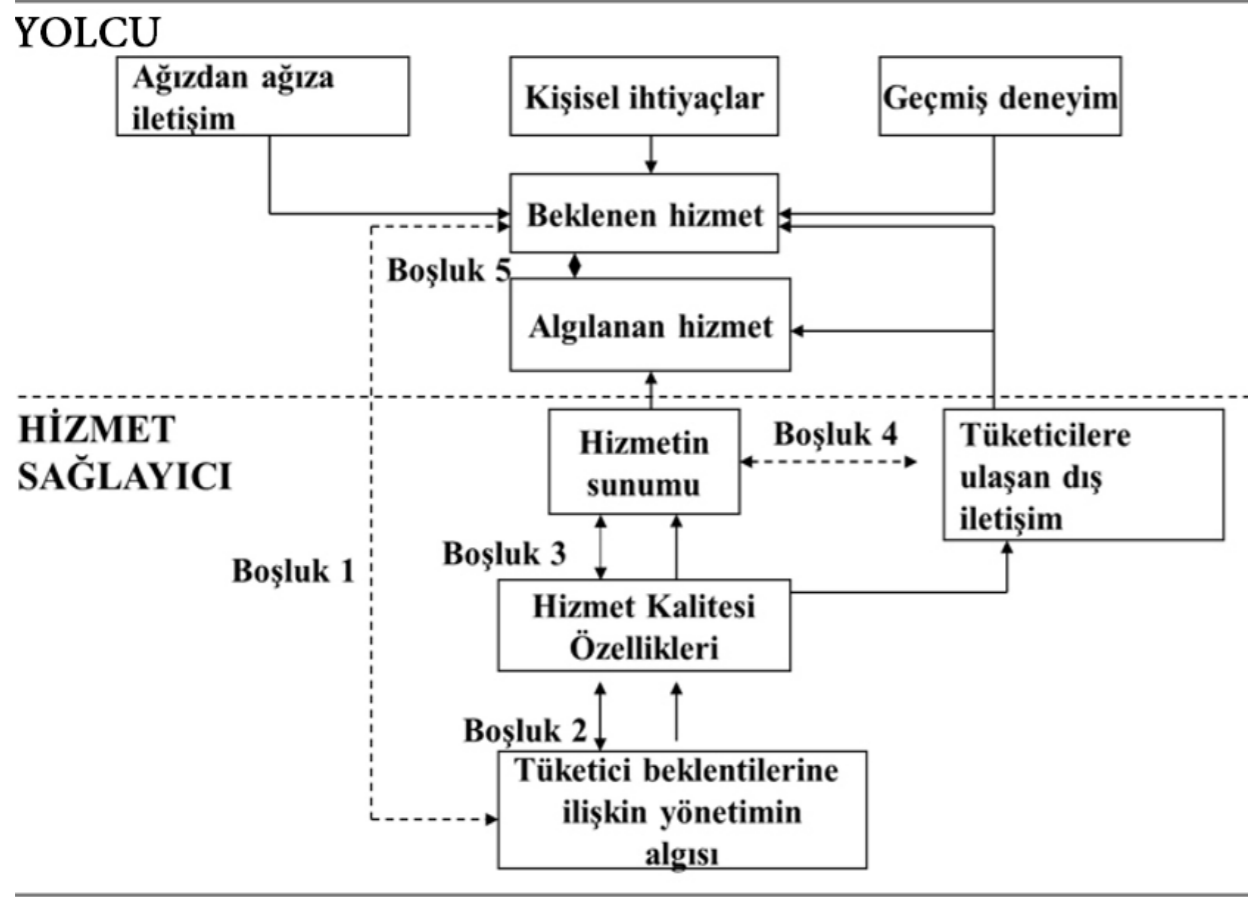 YOLCU
Ağızdan ağıza
iletişim
Kişisel ihtiyaçlar
Geçmiş deneyim
Beklenen hizmet
Boşluk 5
Algılanan hizmet
HİZMET
SAĞLAYICI
Hizmetin
sunumu
Boşluk 4
Tüketicilere
ulaşan dış
iletişim
Boşluk 3
Boşluk 1
Hizmet Kalitesi
Özellikleri
Boşluk 2
Tüketici beklentilerine
ilişkin yönetimin
algısı